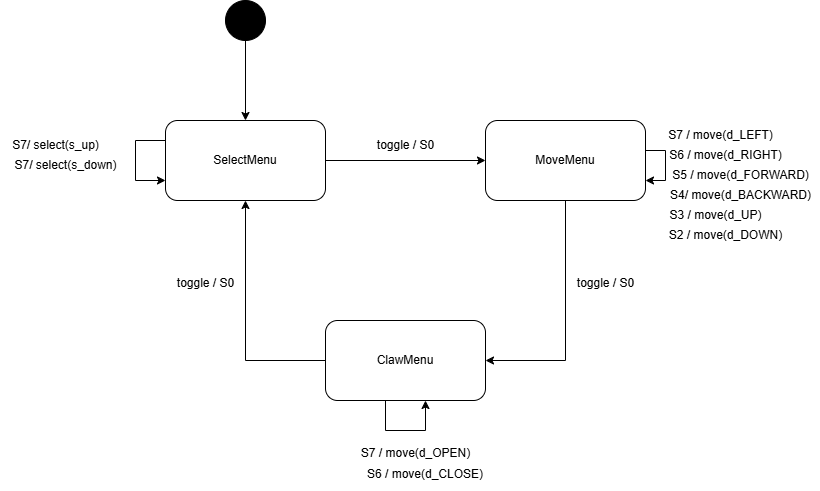 S7/ select(s_up)
S7/ select(s_down)
SelectMenu
toggle / S0
MoveMenu
S7 / move(d_LEFT)
S6 / move(d_RIGHT)
S5 / move(d_FORWARD)
S4/ move(d_BACKWARD)
S3 / move(d_UP)
S2 / move(d_DOWN)
toggle / S0
toggle / S0
ClawMenu
S7 / move(d_OPEN)
S6 / move(d_CLOSE)